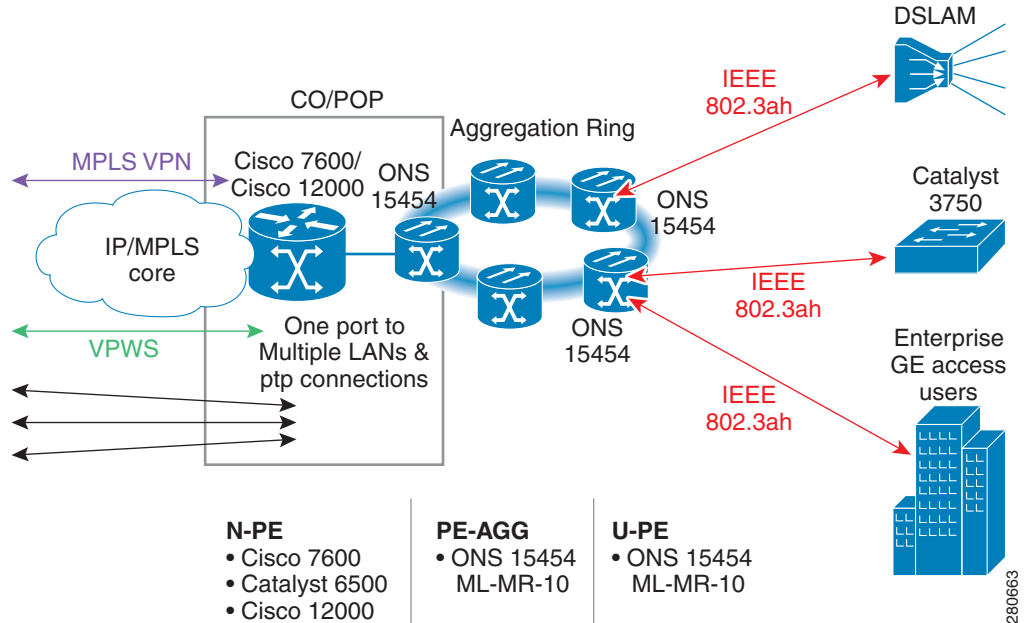 DSLAM
IEEE
802.3ah
CO/POP
Aggregation Ring
MPLS VPN
Cisco 7600/
Cisco 12000
ONS
15454
ONS
15454
Catalyst
3750
IP/MPLS
core
IEEE
802.3ah
VPWS
One port to
Multiple LANs &
ptp connections
ONS
15454
Enterprise
GE access
users
IEEE
802.3ah
N-PE
• Cisco 7600
• Catalyst 6500
• Cisco 12000
PE-AGG
• ONS 15454
ML-MR-10
U-PE
• ONS 15454
ML-MR-10
280663